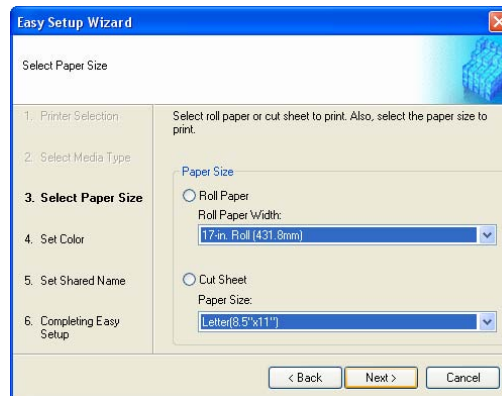 Easy Setup Wizard
Select Paper Size
1. Printer Selection
2. Select Media Type
3. Select Paper Size
4. Set Color
5. Set Shared Name
6. Completing Easy
Setup
Select roll paper or cut sheet to print. Also, select the paper size to
print.
Paper Size
Roll Paper
Roll Paper Width:
17-in. Roll (431.8mm)
Cut Sheet
Paper Size:
Letter(8.5"x11")
< Back
Next >
Cancel